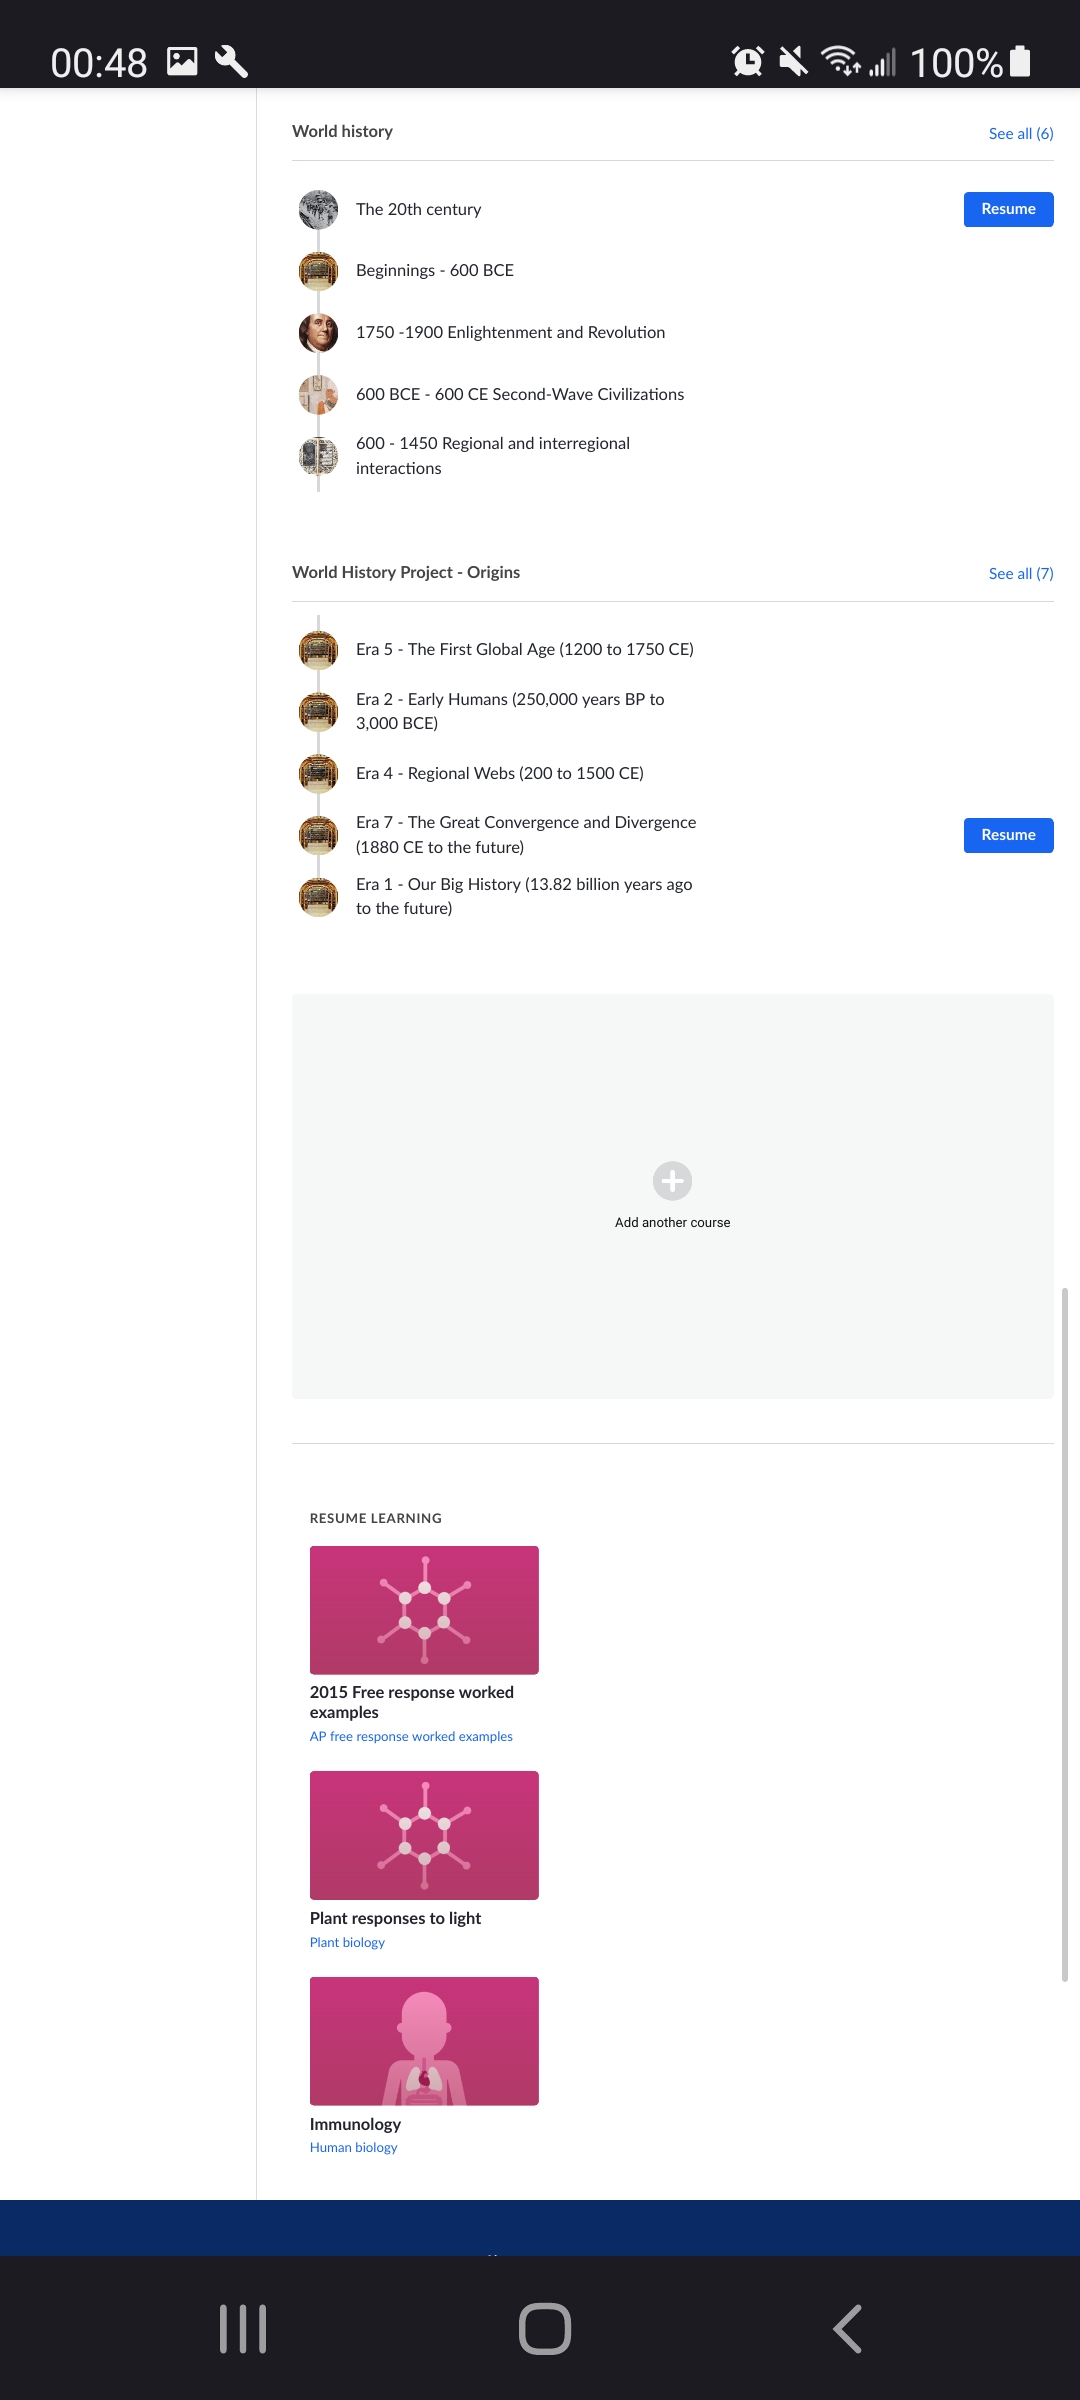 00:48
100%
World history
See all (6)
The 20th century
Resume
Beginnings - 600 BCE
1750 -1900 Enlightenment and Revolution
600 BCE - 600 CE Second-Wave Civilizations
600 - 1450 Regional and interregional
interactions
World History Project - Origins
See all (7)
Era 5 - The First Global Age (1200 to 1750 CE)
Era 2 - Early Humans (250,000 years BP to
3,000 BCE)
Era 4 - Regional Webs (200 to 1500 CE)
Era 7 - The Great Convergence and Divergence
(1880 CE to the future)
Resume
Era 1 - Our Big History (13.82 billion years ago
to the future)
Add another course
RESUME LEARNING
2015 Free response worked
examples
AP free response worked examples
Plant responses to light
Plant biology
Immunology
Human biology